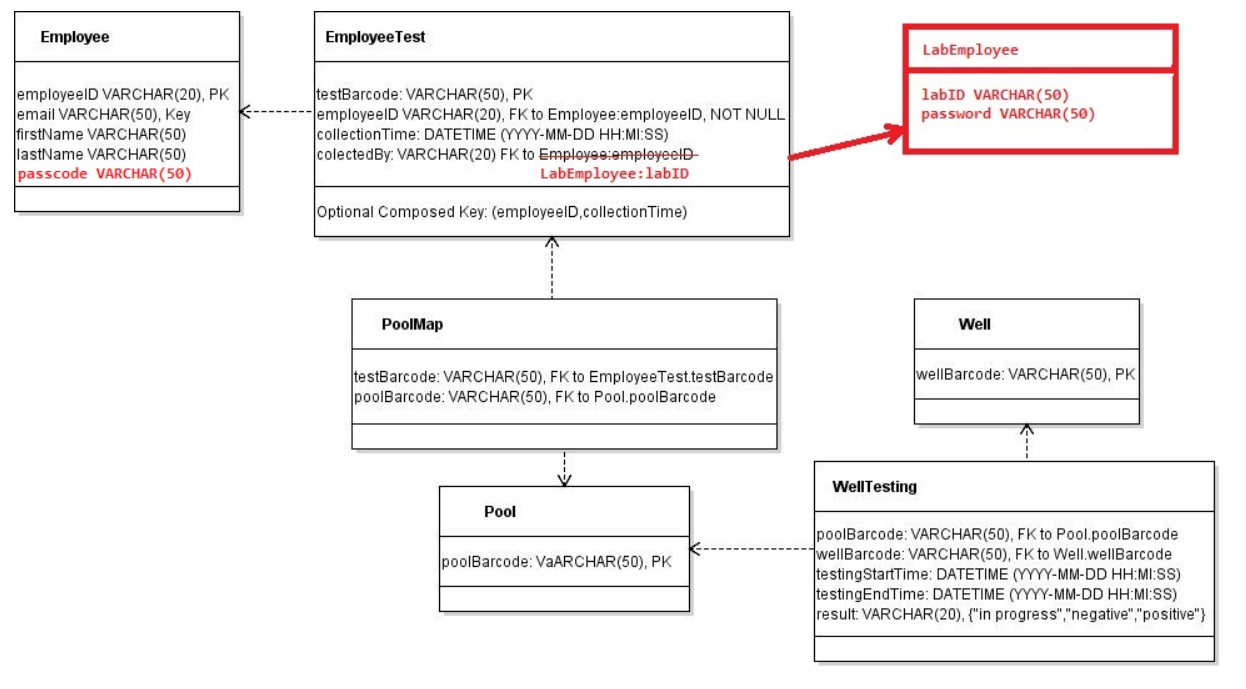 Employee
employeeID VARCHAR(20), PK
email VARCHAR(50), Key
firstName VARCHAR(50)
lastName VARCHAR(50)
passcode VARCHAR(50)
EmployeeTest
testBarcode: VARCHAR(50), PK
employeeID VARCHAR(20), FK to Employee:employeeID, NOT NULL
collectionTime: DATETIME (YYYY-MM-DD HH:MI:SS)
colectedBy: VARCHAR(20) FK to Employee:employeeID
LabEmployee:labID
Optional Composed Key: (employeeID,collectionTime)
LabEmployee
labID VARCHAR(50)
password VARCHAR(50)
PoolMap
testBarcode: VARCHAR(50), FK to EmployeeTest.testBarcode
poolBarcode: VARCHAR(50), FK to Pool.poolBarcode
Well
wellBarcode: VARCHAR(50), PK
Pool
poolBarcode: VaARCHAR(50), PK
WellTesting
poolBarcode: VARCHAR(50), FK to Pool.poolBarcode
wellBarcode: VARCHAR(50), FK to Well.wellBarcode
testingStartTime: DATETIME (YYYY-MM-DD HH:MI:SS)
testingEndTime: DATETIME (YYYY-MM-DD HH:MI:SS)
result: VARCHAR(20), {"in progress","negative","positive"}